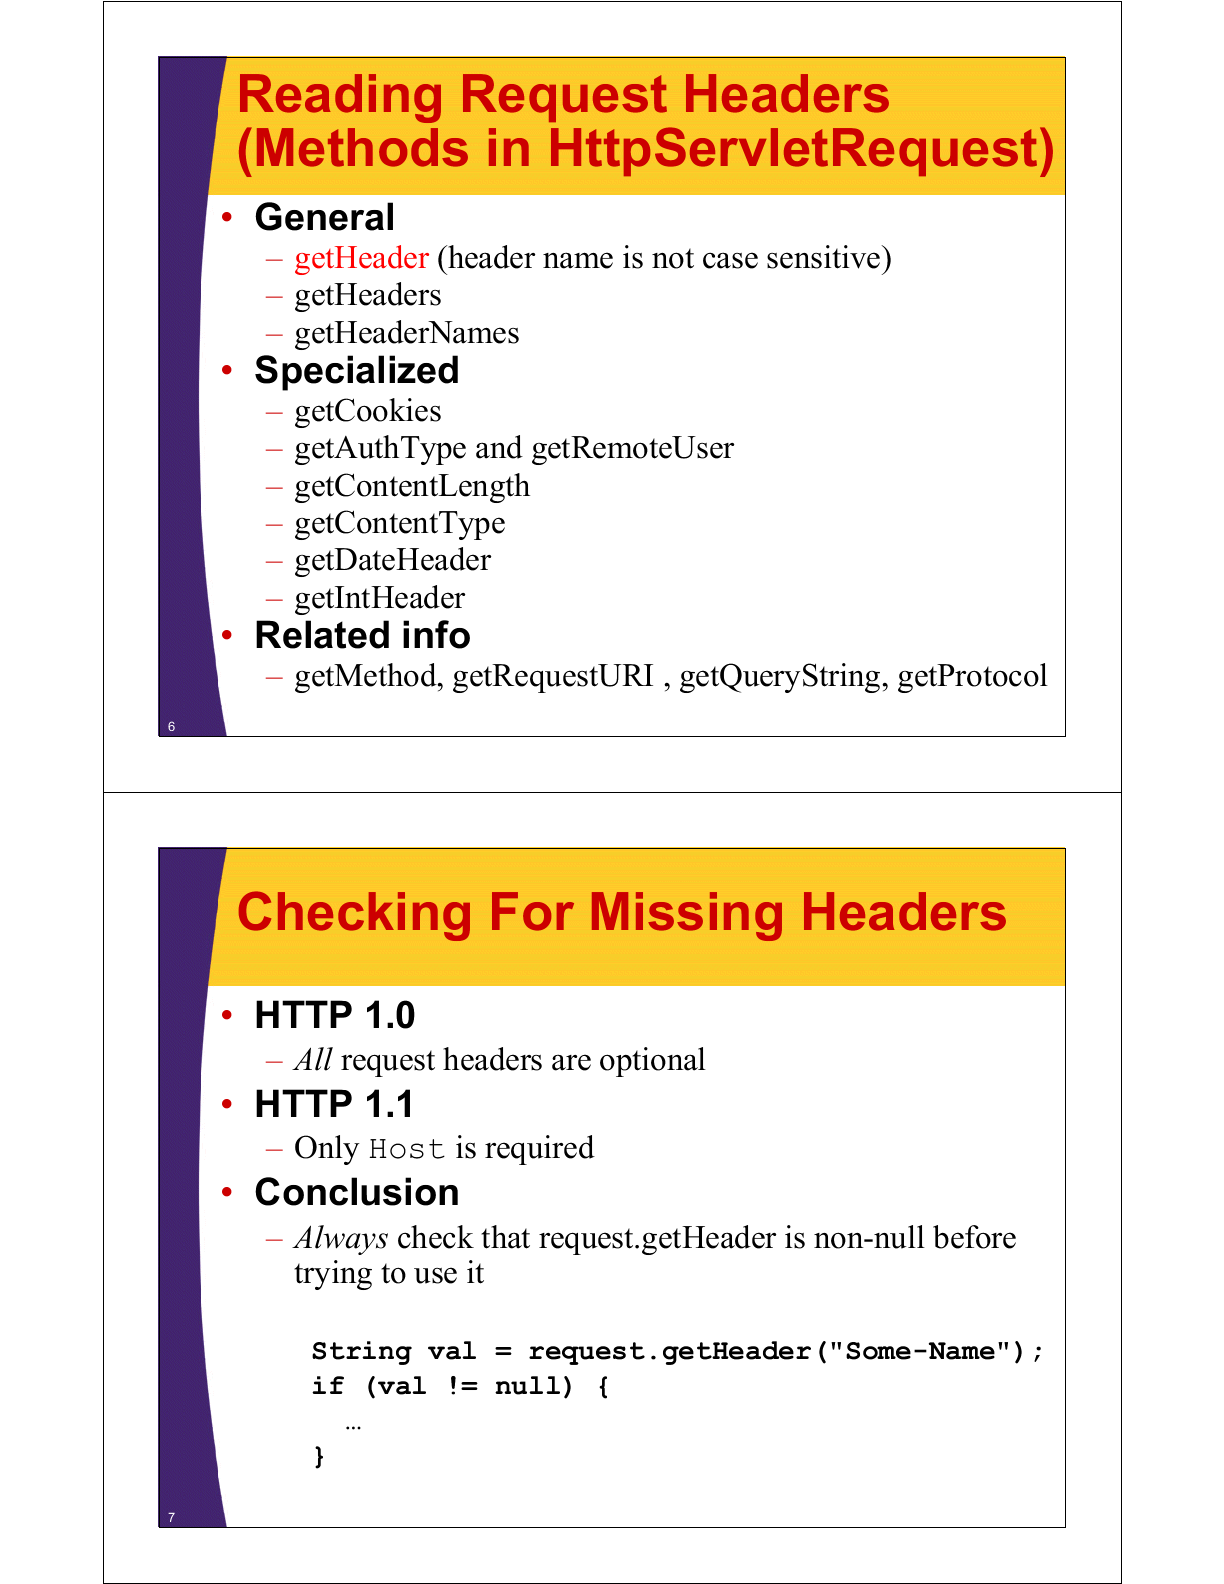 Reading Request Headers
(Methods in HttpServletRequest)
• General
– getHeader (header name is not case sensitive)
– getHeaders
– getHeaderNames
• Specialized
– getCookies
– getAuthType and getRemoteUser
– getContentLength
– getContentType
– getDateHeader
– getIntHeader
• Related info
– getMethod, getRequestURI , getQueryString, getProtocol
6
Checking For Missing Headers
• HTTP 1.0
– All request headers are optional
• HTTP 1.1
– Only Host is required
• Conclusion
– Always check that request.getHeader is non-null before
trying to use it
String val = request.getHeader("Some-Name");
if (val != null) {
…
}
7